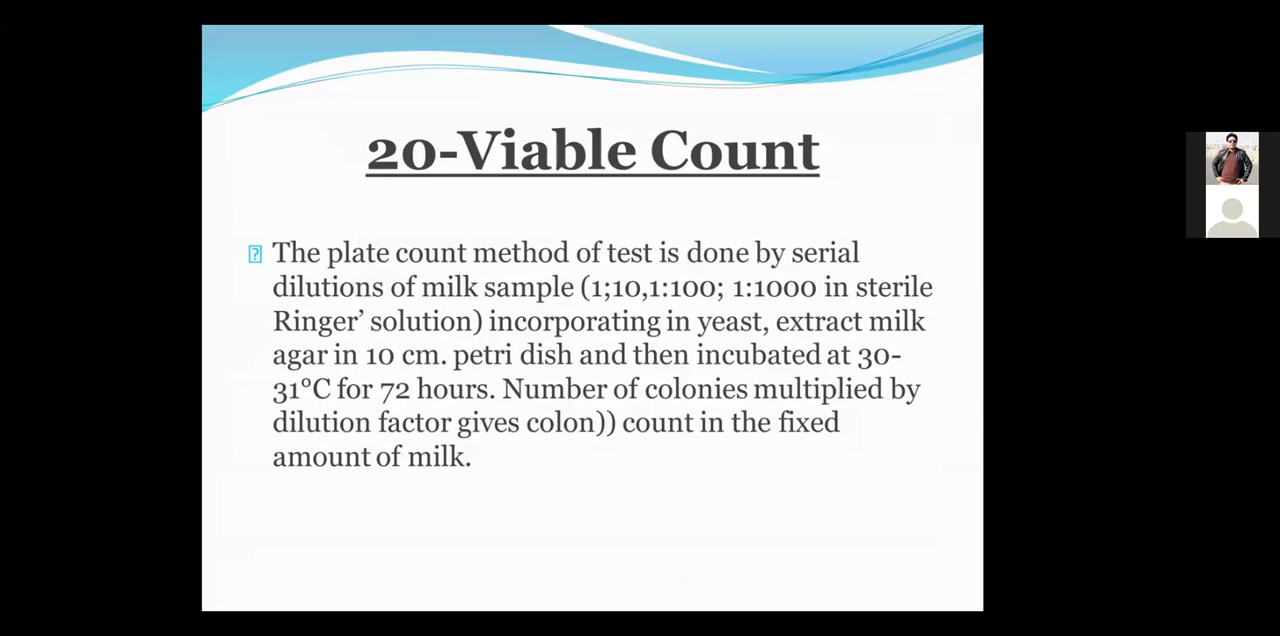 20-Viable Count
The plate count method of test is done by serial
dilutions of milk sample (1;10,1:100; 1:1000 in sterile
Ringer’ solution) incorporating in yeast, extract milk
agar in 10 cm. petri dish and then incubated at 30-
31°C for 72 hours. Number of colonies multiplied by
dilution factor gives colon)) count in the fixed
amount of milk.